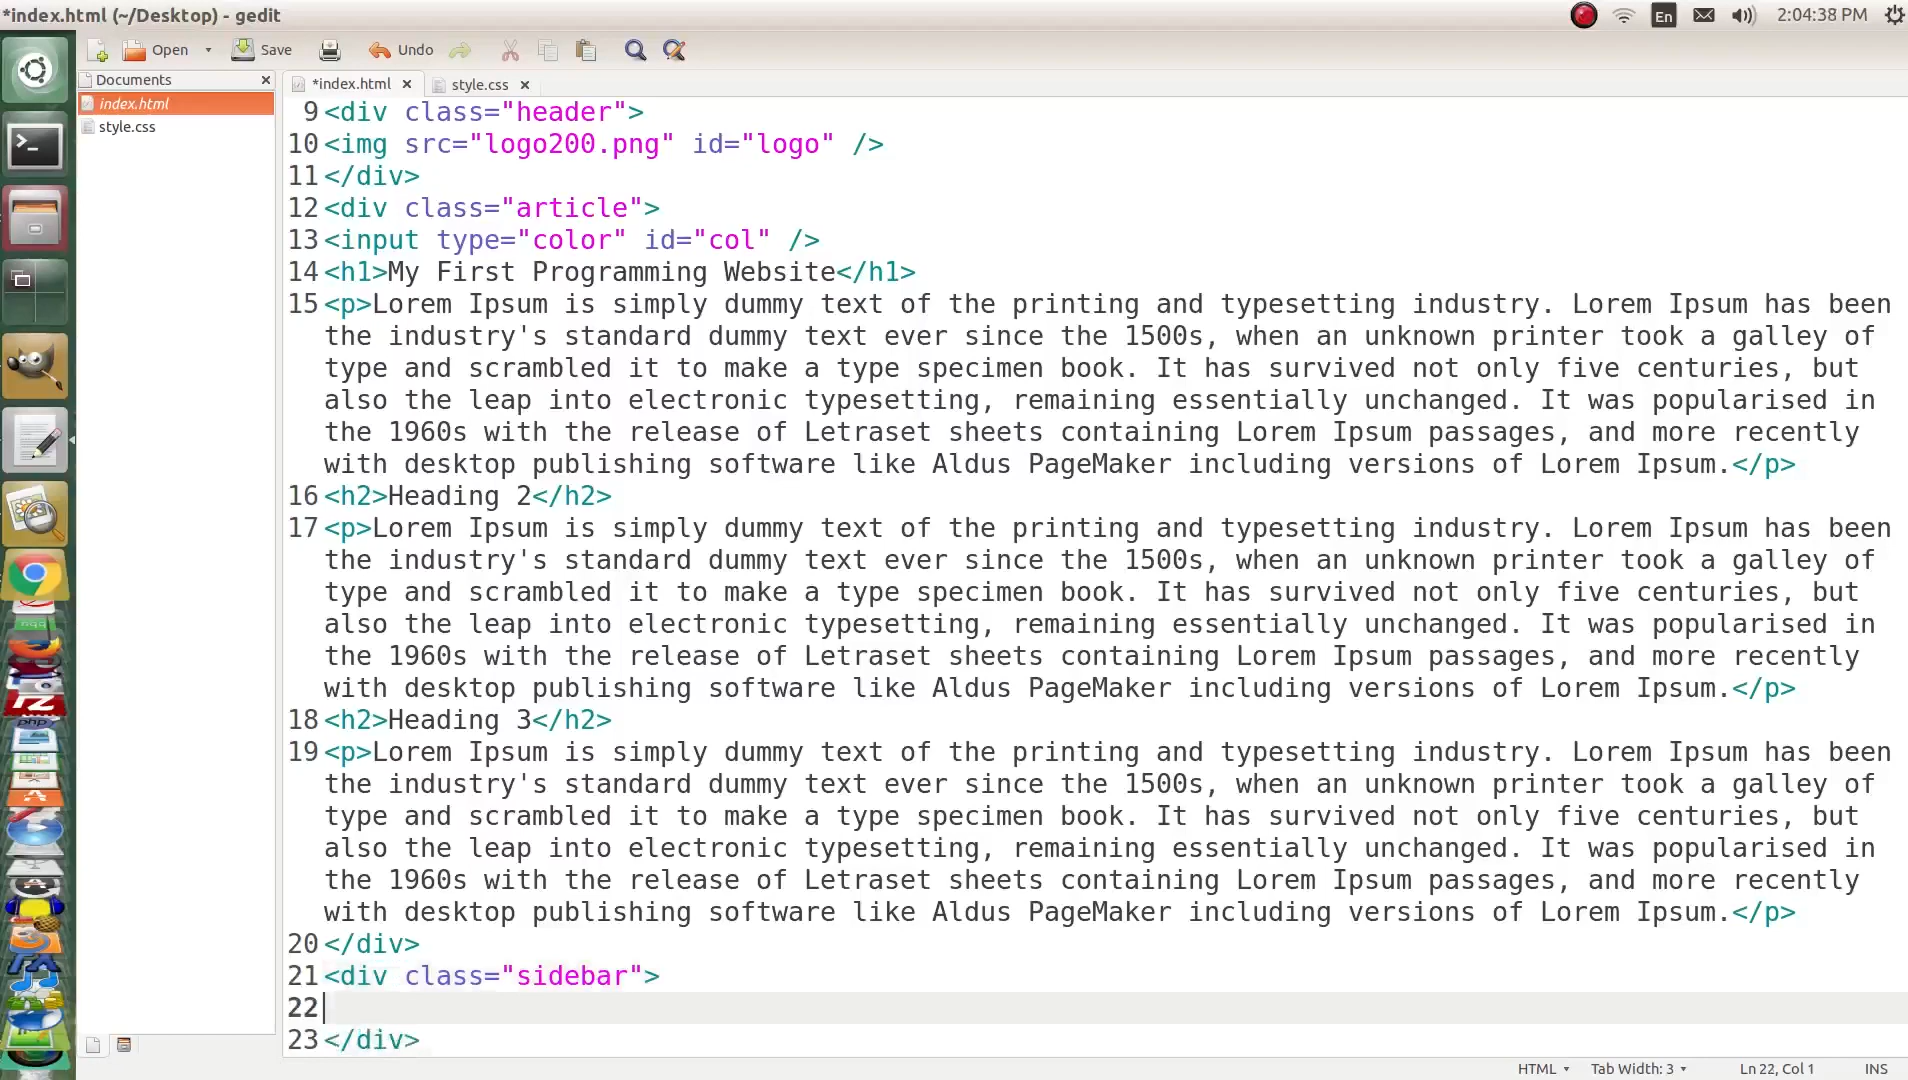 *index.html (~/Desktop) - gedit
En
2:04:38 PM
Open
Save
Undo
Documents
*index.html
style.css
index.html
style.css
9 <div class="header">
10 <img src="logo200.png" id="logo" />
11 </div>
12 <div class="article">
13 <input type="color" id="col" />
14 <h1>My First Programming Website</h1>
15 <p>Lorem Ipsum is simply dummy text of the printing and typesetting industry. Lorem Ipsum has been
the industry's standard dummy text ever since the 1500s, when an unknown printer took a galley of
type and scrambled it to make a type specimen book. It has survived not only five centuries, but
also the leap into electronic typesetting, remaining essentially unchanged. It was popularised in
the 1960s with the release of Letraset sheets containing Lorem Ipsum passages, and more recently
with desktop publishing software like Aldus PageMaker including versions of Lorem Ipsum.</p>
16 <h2>Heading 2</h2>
17 <p>Lorem Ipsum is simply dummy text of the printing and typesetting industry. Lorem Ipsum has been
the industry's standard dummy text ever since the 1500s, when an unknown printer took a galley of
type and scrambled it to make a type specimen book. It has survived not only five centuries, but
also the leap into electronic typesetting, remaining essentially unchanged. It was popularised in
the 1960s with the release of Letraset sheets containing Lorem Ipsum passages, and more recently
with desktop publishing software like Aldus PageMaker including versions of Lorem Ipsum.</p>
18 <h2>Heading 3</h2>
19 <p>Lorem Ipsum is simply dummy text of the printing and typesetting industry. Lorem Ipsum has been
the industry's standard dummy text ever since the 1500s, when an unknown printer took a galley of
type and scrambled it to make a type specimen book. It has survived not only five centuries, but
also the leap into electronic typesetting, remaining essentially unchanged. It was popularised in
the 1960s with the release of Letraset sheets containing Lorem Ipsum passages, and more recently
with desktop publishing software like Aldus PageMaker including versions of Lorem Ipsum.</p>
20 </div>
21 <div class="sidebar">
22
23 </div>
HTML
Tab Width: 3
Ln 22, Col 1
INS